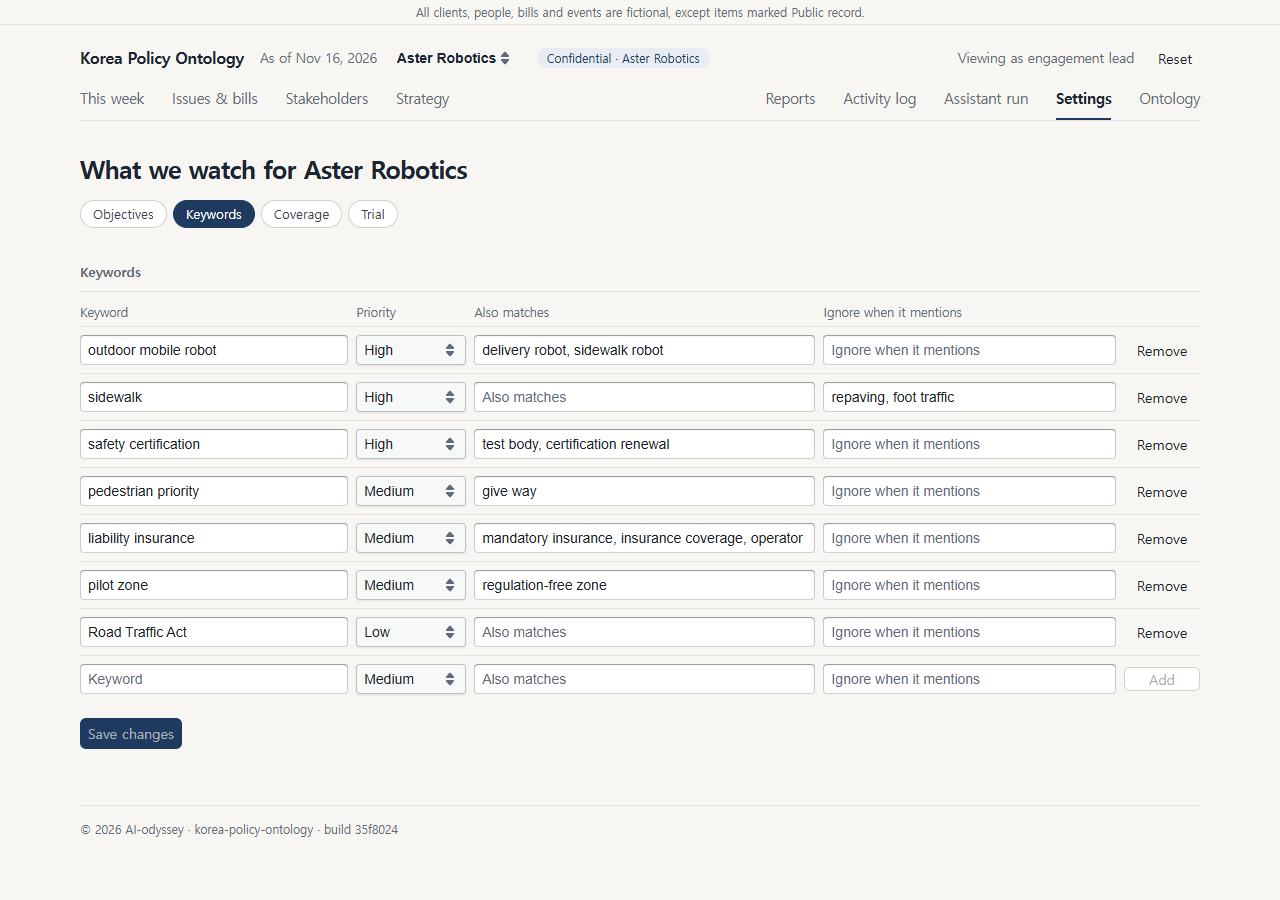 All clients, people, bills and events are fictional, except items marked Public record.
Korea Policy Ontology As of Nov 16, 2026 Aster Robotics Confidential · Aster Robotics Viewing as engagement lead Reset
This week Issues & bills Stakeholders Strategy Reports Activity log Assistant run Settings Ontology
What we watch for Aster Robotics
Objectives Keywords Coverage Trial
Keywords
Keyword Priority Also matches Ignore when it mentions
outdoor mobile robot High delivery robot, sidewalk robot Ignore when it mentions Remove
sidewalk High Also matches repaving, foot traffic Remove
safety certification High test body, certification renewal Ignore when it mentions Remove
pedestrian priority Medium give way Ignore when it mentions Remove
liability insurance Medium mandatory insurance, insurance coverage, operator Ignore when it mentions Remove
pilot zone Medium regulation-free zone Ignore when it mentions Remove
Road Traffic Act Low Also matches Ignore when it mentions Remove
Keyword Medium Also matches Ignore when it mentions Add
Save changes
© 2026 AI-odyssey · korea-policy-ontology · build 35f8024